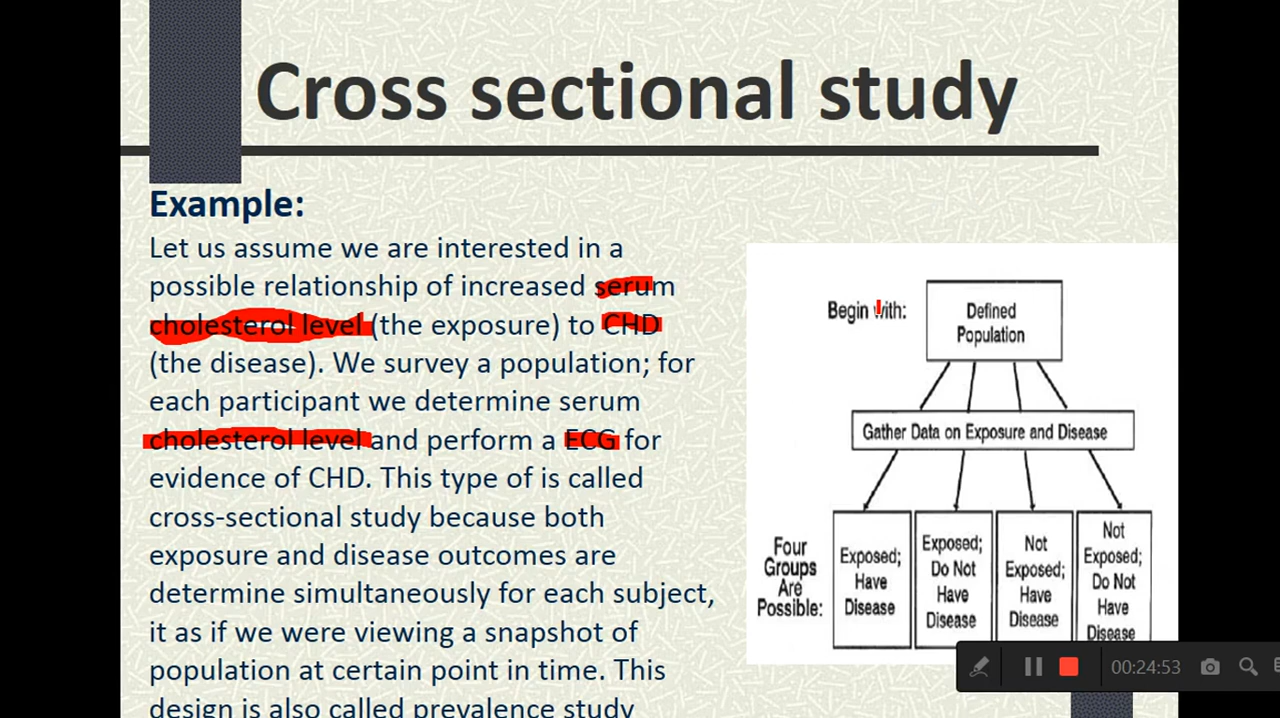 Cross sectional study
Example:
Let us assume we are interested in a
possible relationship of increased serum
cholesterol level (the exposure) to CHD
(the disease). We survey a population; for
each participant we determine serum
cholesterol level and perform a ECG for
evidence of CHD. This type of is called
cross-sectional study because both
exposure and disease outcomes are
determine simultaneously for each subject,
it as if we were viewing a snapshot of
population at certain point in time. This
design is also called prevalence study
Begin with:
Defined
Population
Gather Data on Exposure and Disease
Four
Groups
Are
Possible:
Exposed;
Have
Disease
Exposed;
Do Not
Have
Disease
Not
Exposed;
Have
Disease
Not
Exposed;
Do Not
Have
Disease
00:24:53